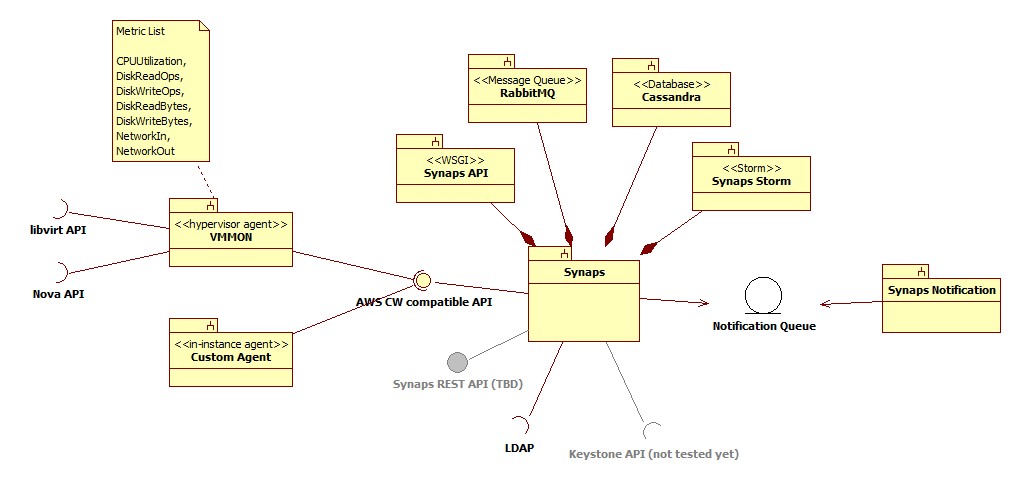 Metric List
CPUUtilization,
DiskReadOps,
DiskWriteOps,
DiskReadBytes,
DiskWriteBytes,
NetworkIn,
NetworkOut
<<Message Queue>>
RabbitMQ
<<Database>>
Cassandra
<<WSGI>>
Synaps API
<<Storm>>
Synaps Storm
libvirt API
<<hypervisor agent>>
VMMON
Nova API
AWS CW compatible API
Synaps
Synaps Notification
Notification Queue
<<in-instance agent>>
Custom Agent
Synaps REST API (TBD)
LDAP
Keystone API (not tested yet)